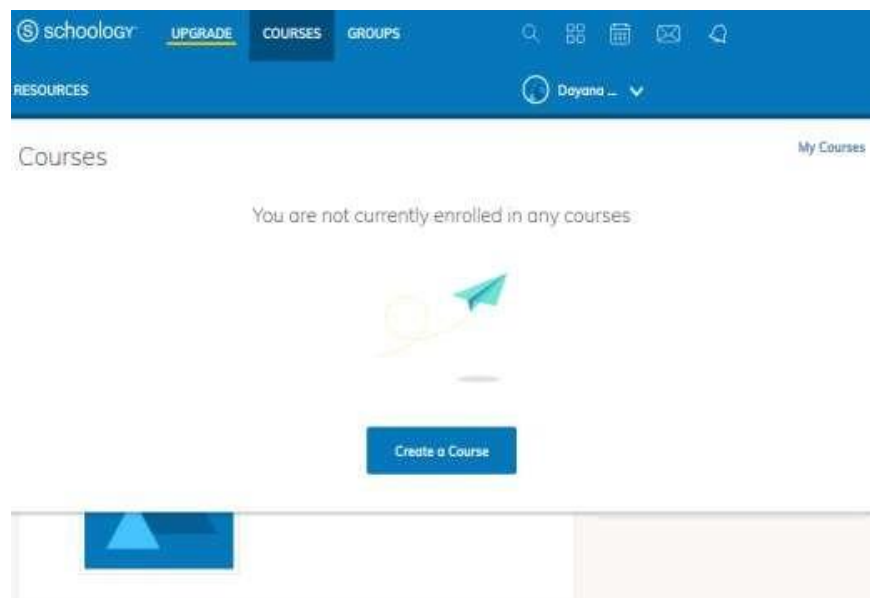 schoology UPGRADE COURSES GROUPS
RESOURCES Dayana ...
Courses My Courses
You are not currently enrolled in any courses
Create a Course